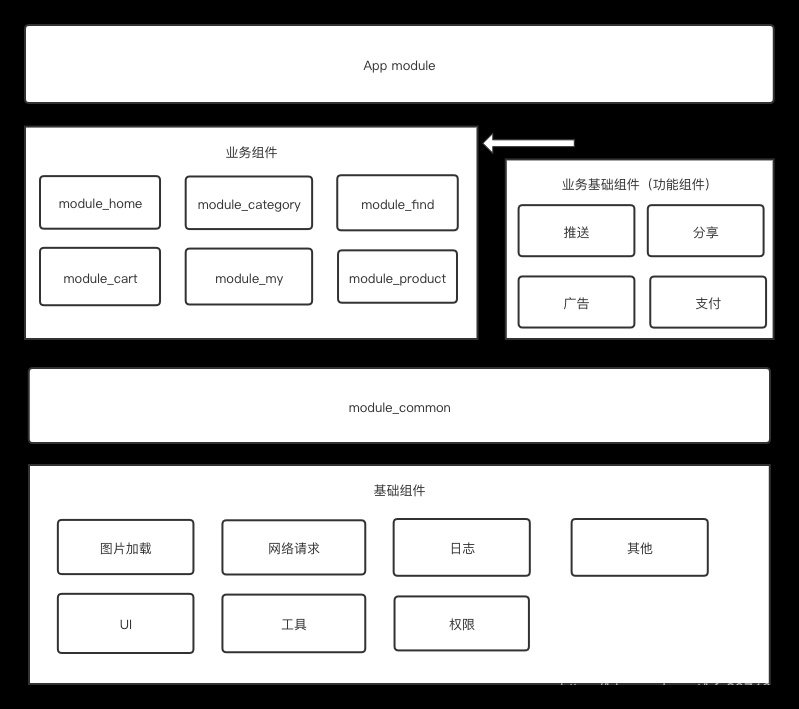 App module
业务组件
module_home
module_category
module_find
module_cart
module_my
module_product
业务基础组件（功能组件）
推送
分享
广告
支付
module_common
基础组件
图片加载
网络请求
日志
其他
UI
工具
权限